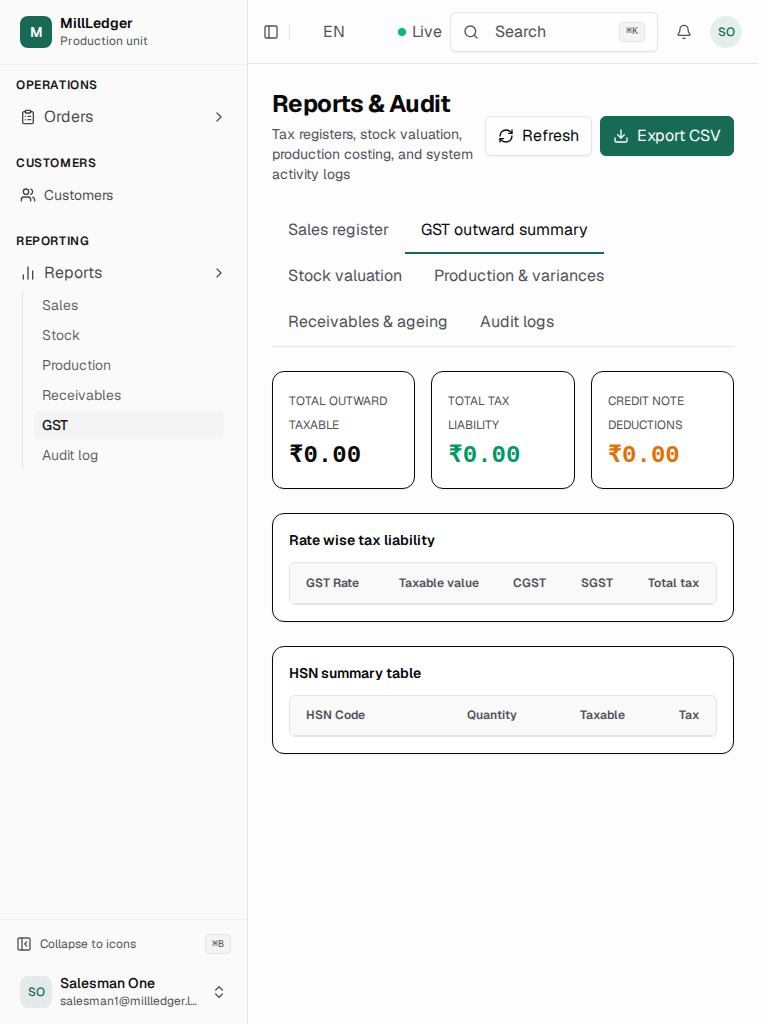 M
MillLedger
Production unit
OPERATIONS
Orders
CUSTOMERS
Customers
REPORTING
Reports
Sales
Stock
Production
Receivables
GST
Audit log
Collapse to icons
⌘B
SO
Salesman One
salesman1@millledger.l...
EN
Live
Search
⌘K
SO
Reports & Audit
Tax registers, stock valuation,
production costing, and system
activity logs
Refresh
Export CSV
Sales register
GST outward summary
Stock valuation
Production & variances
Receivables & ageing
Audit logs
TOTAL OUTWARD
TAXABLE
₹0.00
TOTAL TAX
LIABILITY
₹0.00
CREDIT NOTE
DEDUCTIONS
₹0.00
Rate wise tax liability
GST Rate Taxable value CGST SGST Total tax
HSN summary table
HSN Code Quantity Taxable Tax